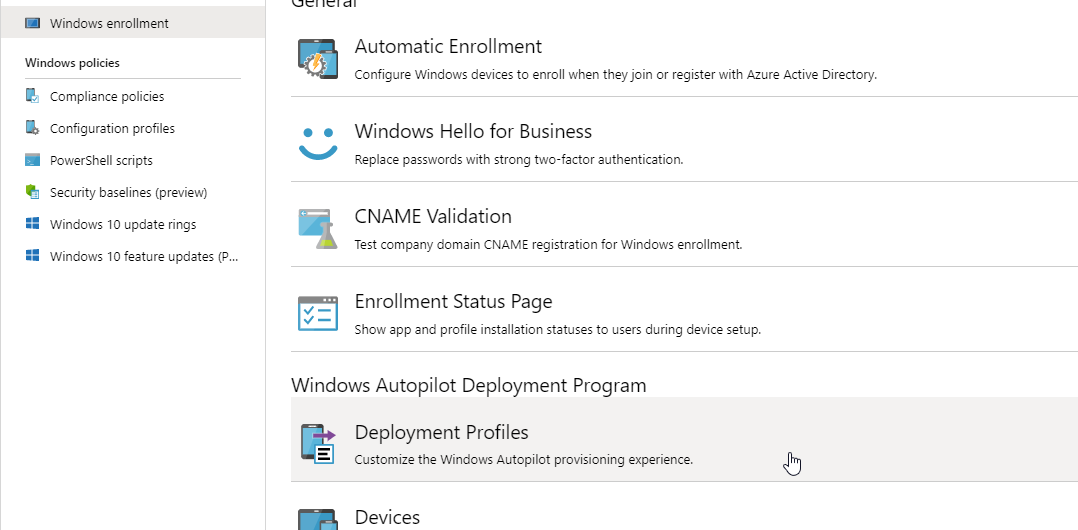 General
Windows enrollment
Windows policies
Compliance policies
Configuration profiles
PowerShell scripts
Security baselines (preview)
Windows 10 update rings
Windows 10 feature updates (P...
Automatic Enrollment
Configure Windows devices to enroll when they join or register with Azure Active Directory.
Windows Hello for Business
Replace passwords with strong two-factor authentication.
CNAME Validation
Test company domain CNAME registration for Windows enrollment.
Enrollment Status Page
Show app and profile installation statuses to users during device setup.
Windows Autopilot Deployment Program
Deployment Profiles
Customize the Windows Autopilot provisioning experience.
Devices